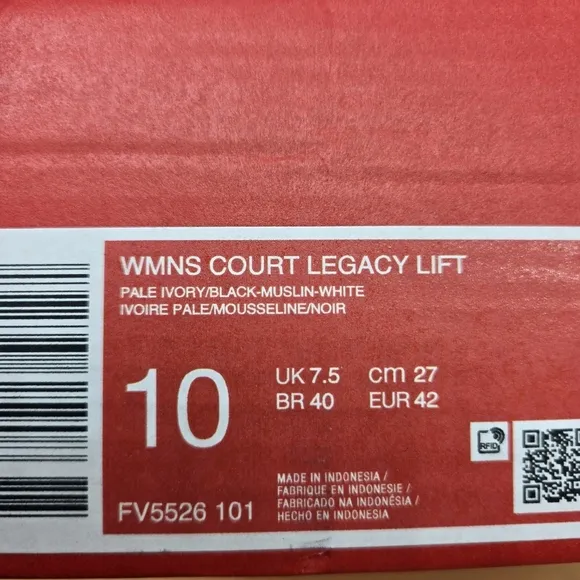 WMNS COURT LEGACY LIFT
PALE IVORY/BLACK-MUSLIN-WHITE
IVOIRE PALE/MOUSSELINE/NOIR
10
UK 7.5 cm 27
BR 40 EUR 42
RFID
MADE IN INDONESIA /
FABRIQUE EN INDONESIE /
FABRICADO NA INDONÉSIA /
HECHO EN INDONESIA
FV5526 101